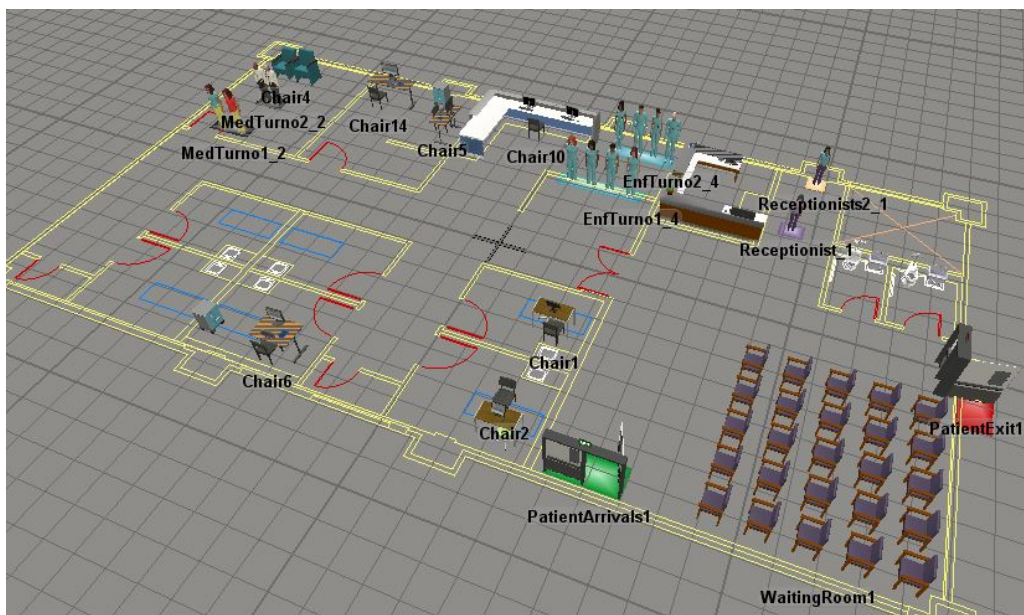 Chair4
MedTurno2_2
MedTurno1_2
Chair14
Chair5
Chair10
EnfTurno2_4
EnfTurno1_4
Receptionists2_1
Receptionist_1
Chair1
Chair6
Chair2
PatientExit1
PatientArrivals1
WaitingRoom1